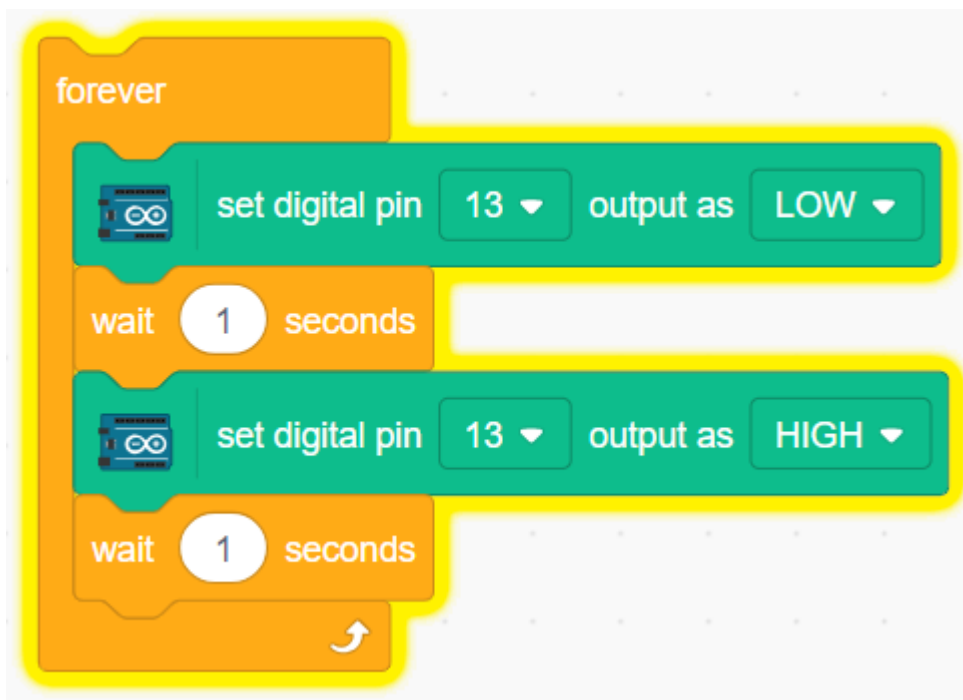 forever
set digital pin 13 output as LOW
wait 1 seconds
set digital pin 13 output as HIGH
wait 1 seconds